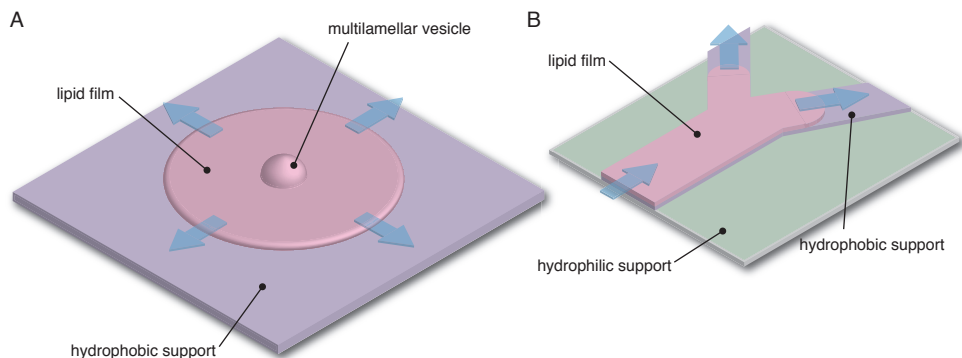 A
multilamellar vesicle
lipid film
hydrophobic support
B
lipid film
hydrophobic support
hydrophilic support